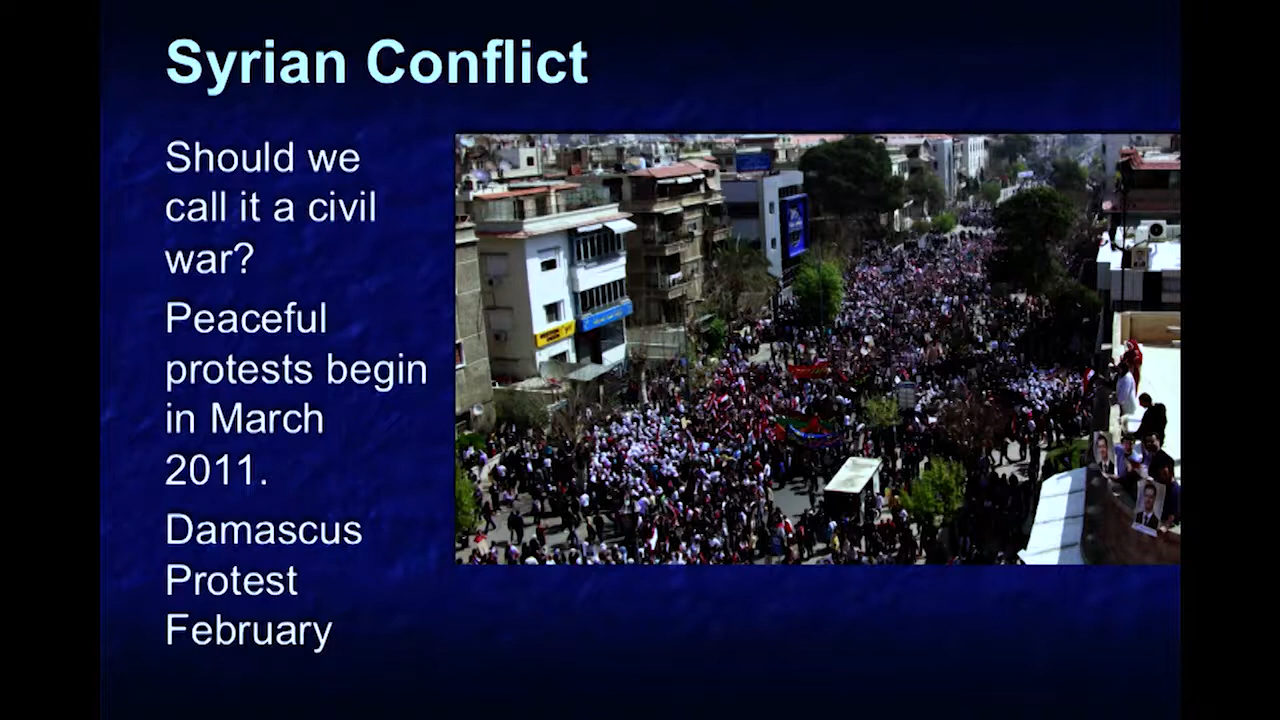 Syrian Conflict
Should we
call it a civil
war?
Peaceful
protests begin
in March
2011.
Damascus
Protest
February